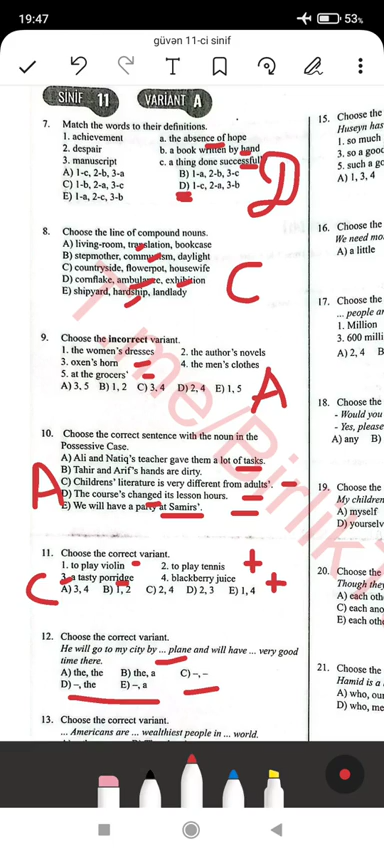 19:47
53%
güvən 11-ci sinif
SİNİF 11 VARIANT A
7. Match the words to their definitions.
1. achievement a. the absence of hope
2. despair b. a book written by hand
3. manuscript c. a thing done successful
A) 1-c, 2-b, 3-a B) 1-a, 2-b, 3-c
C) 1-b, 2-a, 3-c D) 1-c, 2-a, 3-b
E) 1-a, 2-c, 3-b
D
8. Choose the line of compound nouns.
A) living-room, translation, bookcase
B) stepmother, communism, daylight
C) countryside, flowerpot, housewife
D) cornflake, ambulance, exhibition
E) shipyard, hardship, landlady
C
9. Choose the incorrect variant.
1. the women's dresses 2. the author's novels
3. oxen's horn 4. the men's clothes
5. at the grocers'
A) 3, 5 B) 1, 2 C) 3, 4 D) 2, 4 E) 1, 5
A
10. Choose the correct sentence with the noun in the
Possessive Case.
A) Ali and Natiq's teacher gave them a lot of tasks.
B) Tahir and Arif's hands are dirty.
C) Childrens' literature is very different from adults'.
D) The course's changed its lesson hours.
E) We will have a party at Samirs'.
A
11. Choose the correct variant.
1. to play violin 2. to play tennis
3. a tasty porridge 4. blackberry juice
A) 3, 4 B) 1, 2 C) 2, 4 D) 2, 3 E) 1, 4
C
12. Choose the correct variant.
He will go to my city by ... plane and will have ... very good
time there.
A) the, the B) the, a C) –, –
D) –, the E) –, a
13. Choose the correct variant.
... Americans are ... wealthiest people in ... world.
15. Choose the
Huseyn has
1. so much
3. so a good
5. such a go
A) 1, 3, 4
16. Choose the
We need mo
A) a little
17. Choose the
... people ar
1. Million
3. 600 milli
A) 2, 4 B
18. Choose the
- Would you
- Yes, please
A) any B)
19. Choose the
My children
A) myself
D) yourselv
20. Choose the
Though they
A) each oth
C) each ano
E) each othe
21. Choose the
Hamid is a
A) who, our
D) who, me
T.me/Birlik